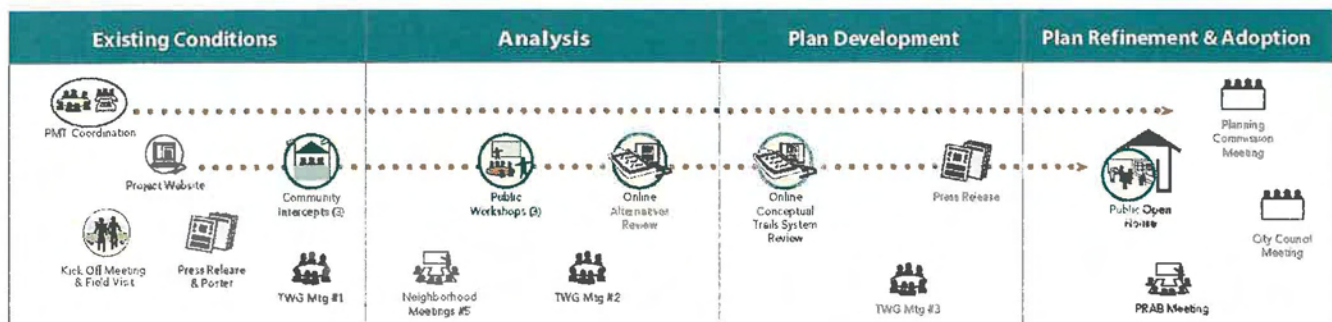 Existing Conditions
Analysis
Plan Development
Plan Refinement & Adoption
PMT Coordination
Planning
Commission
Meeting
Project Website
Community
Intercepts (3)
Public
Workshops (3)
Online
Alternatives
Review
Online
Conceptual
Trails System
Review
Press Release
Public Open
House
City Council
Meeting
Kick Off Meeting
& Field Visit
Press Release
& Poster
TWG Mtg #1
Neighborhood
Meetings #5
TWG Mtg #2
TWG Mtg #3
PRAB Meeting